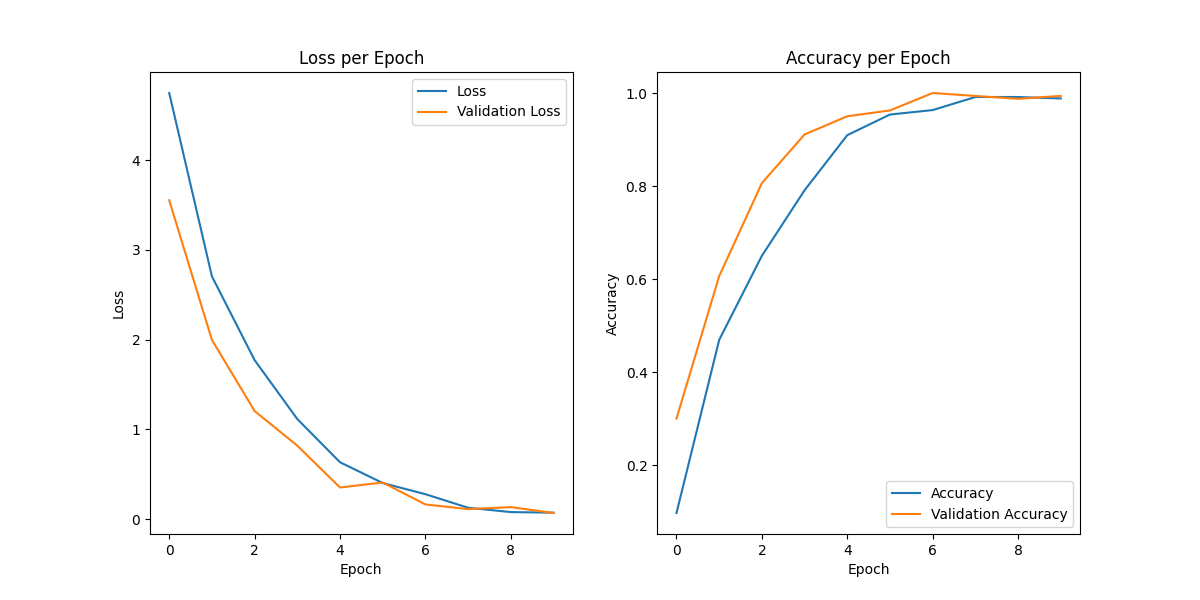 Loss per Epoch
Loss
Validation Loss
4
3
2
1
0
Loss
0 2 4 6 8
Epoch
Accuracy per Epoch
1.0
0.8
0.6
0.4
0.2
Accuracy
Accuracy
Validation Accuracy
0 2 4 6 8
Epoch